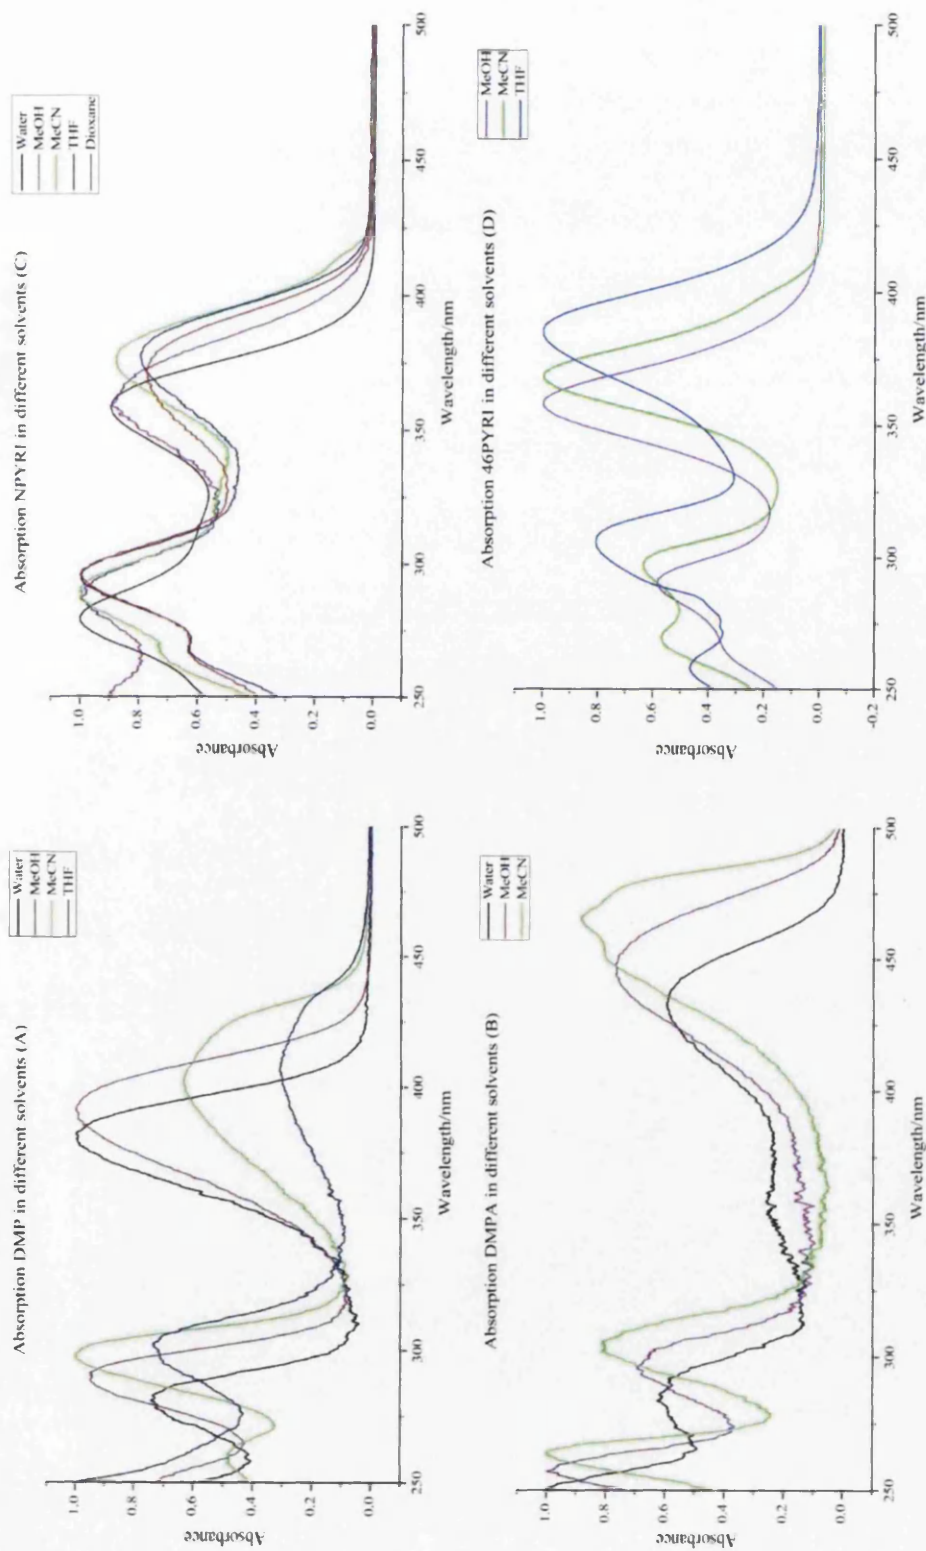 Absorption DMP in different solvents (A)
Water
MeOH
MeCN
THF
Absorbance
1.0
0.8
0.6
0.4
0.2
0.0
250
300
350
400
450
500
Wavelength/nm
Absorption NPYRI in different solvents (C)
Water
MeOH
MeCN
THF
Dioxane
Absorbance
1.0
0.8
0.6
0.4
0.2
0.0
250
300
350
400
450
500
Wavelength/nm
Absorption DMPA in different solvents (B)
Water
MeOH
MeCN
Absorbance
1.0
0.8
0.6
0.4
0.2
0.0
250
300
350
400
450
500
Wavelength/nm
Absorption 46PYRI in different solvents (D)
MeOH
MeCN
THF
Absorbance
1.0
0.8
0.6
0.4
0.2
0.0
-0.2
250
300
350
400
450
500
Wavelength/nm